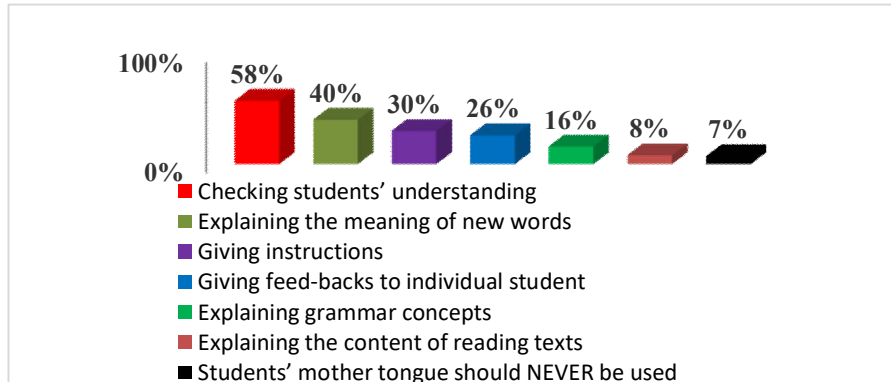 100%
58%
40%
30%
26%
16%
8%
7%
0%
Checking students’ understanding
Explaining the meaning of new words
Giving instructions
Giving feed-backs to individual student
Explaining grammar concepts
Explaining the content of reading texts
Students’ mother tongue should NEVER be used